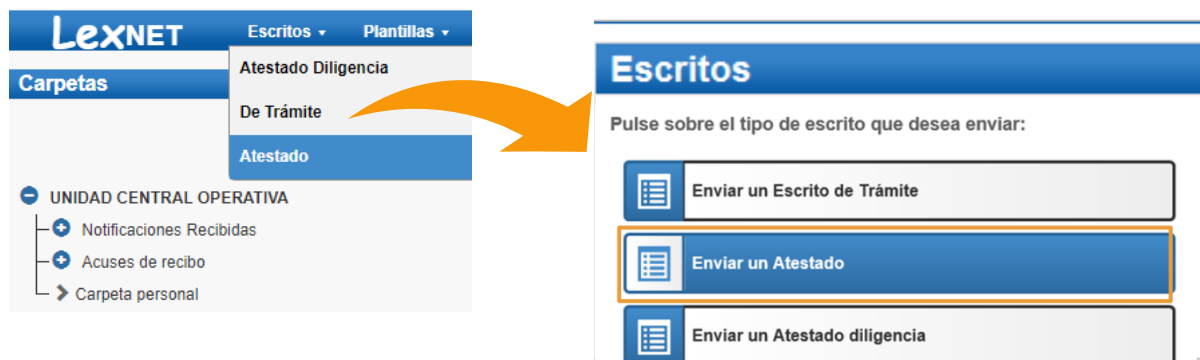 LexNET Escritos Plantillas
Atestado Diligencia
Carpetas
De Trámite
Atestado
UNIDAD CENTRAL OPERATIVA
Notificaciones Recibidas
Acuses de recibo
Carpeta personal
Escritos
Pulse sobre el tipo de escrito que desea enviar:
Enviar un Escrito de Trámite
Enviar un Atestado
Enviar un Atestado diligencia